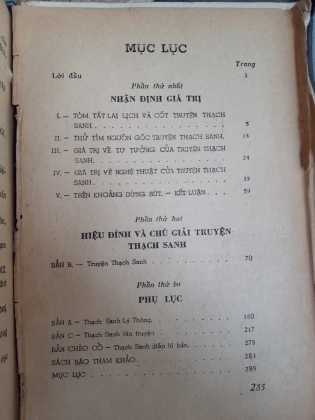 MỤC LỤC
Trang
Lời đầu 3
Phần thứ nhất
NHẬN ĐỊNH GIÁ TRỊ
I. — TÓM TẮT LAI LỊCH VÀ CỐT TRUYỆN THẠCH
SANH. 5
II. — THỬ TÌM NGUỒN GỐC TRUYỆN THẠCH SANH. 14
III. — GIÁ TRỊ VỀ TƯ TƯỞNG CỦA TRUYỆN THẠCH
SANH. 24
IV. — GIÁ TRỊ VỀ NGHỆ THUẬT CỦA TRUYỆN THẠCH
SANH. 39
V. — TRÊN KHOẢNG DỪNG BÚT. — KẾT LUẬN 59
Phần thứ hai
HIỆU ĐÍNH VÀ CHÚ GIẢI TRUYỆN
THẠCH SANH
BẢN B. — Truyện Thạch Sanh 70
Phần thứ ba
PHỤ LỤC
BẢN A — Thạch Sanh Lý Thông. 160
BẢN C — Thạch Sanh tân truyện 217
BẢN CHÈO CỔ — Thạch Sanh diễn hí bản. 278
SÁCH BÁO THAM KHẢO 283
MỤC LỤC 285
285